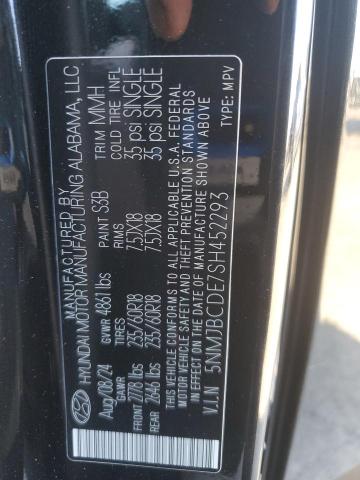 MANUFACTURED BY
HYUNDAI MOTOR MANUFACTURING ALABAMA, LLC
Aug/08/24 GVWR 4861 lbs PAINT S3B TRIM MMH
GAWR TIRES RIMS COLD TIRE INFL
FRONT 2778 lbs 235/60R18 7.5JX18 35 psi SINGLE
REAR 2646 lbs 235/60R18 7.5JX18 35 psi SINGLE
THIS VEHICLE CONFORMS TO ALL APPLICABLE U.S.A. FEDERAL
MOTOR VEHICLE SAFETY AND THEFT PREVENTION STANDARDS
IN EFFECT ON THE DATE OF MANUFACTURE SHOWN ABOVE
V.I.N 5NMJBCDE7SH452293 TYPE: MPV